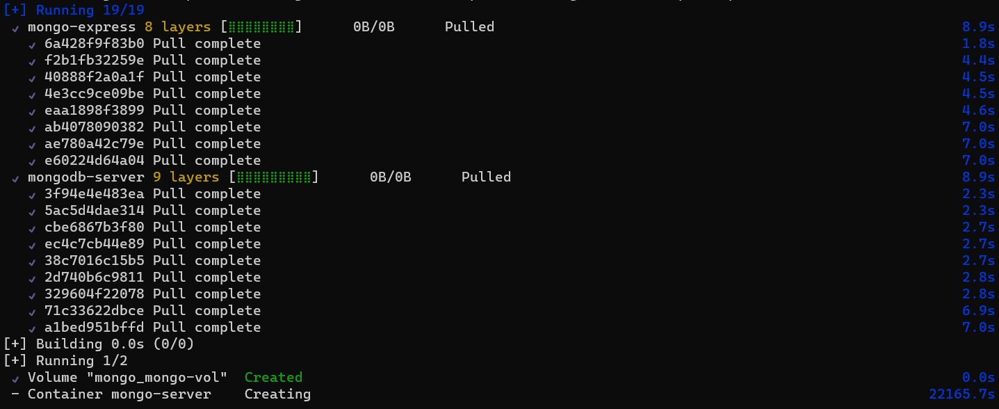 [+] Running 19/19
✔ mongo-express 8 layers [⣿⣿⣿⣿⣿⣿⣿⣿] 0B/0B Pulled 8.9s
✔ 6a428f9f83b0 Pull complete 1.8s
✔ f2b1fb32259e Pull complete 4.4s
✔ 40888f2a0a1f Pull complete 4.5s
✔ 4e3cc9ce09be Pull complete 4.5s
✔ eaa1898f3899 Pull complete 4.6s
✔ ab4078090382 Pull complete 7.0s
✔ ae780a42c79e Pull complete 7.0s
✔ e60224d64a04 Pull complete 7.0s
✔ mongodb-server 9 layers [⣿⣿⣿⣿⣿⣿⣿⣿⣿] 0B/0B Pulled 8.9s
✔ 3f94e4e483ea Pull complete 2.3s
✔ 5ac5d4dae314 Pull complete 2.3s
✔ cbe6867b3f80 Pull complete 2.7s
✔ ec4c7cb44e89 Pull complete 2.7s
✔ 38c7016c15b5 Pull complete 2.7s
✔ 2d740b6c9811 Pull complete 2.8s
✔ 329604f22078 Pull complete 2.8s
✔ 71c33622dbce Pull complete 6.9s
✔ a1bed951bffd Pull complete 7.0s
[+] Building 0.0s (0/0)
[+] Running 1/2
✔ Volume "mongo_mongo-vol" Created 0.0s
- Container mongo-server Creating 22165.7s